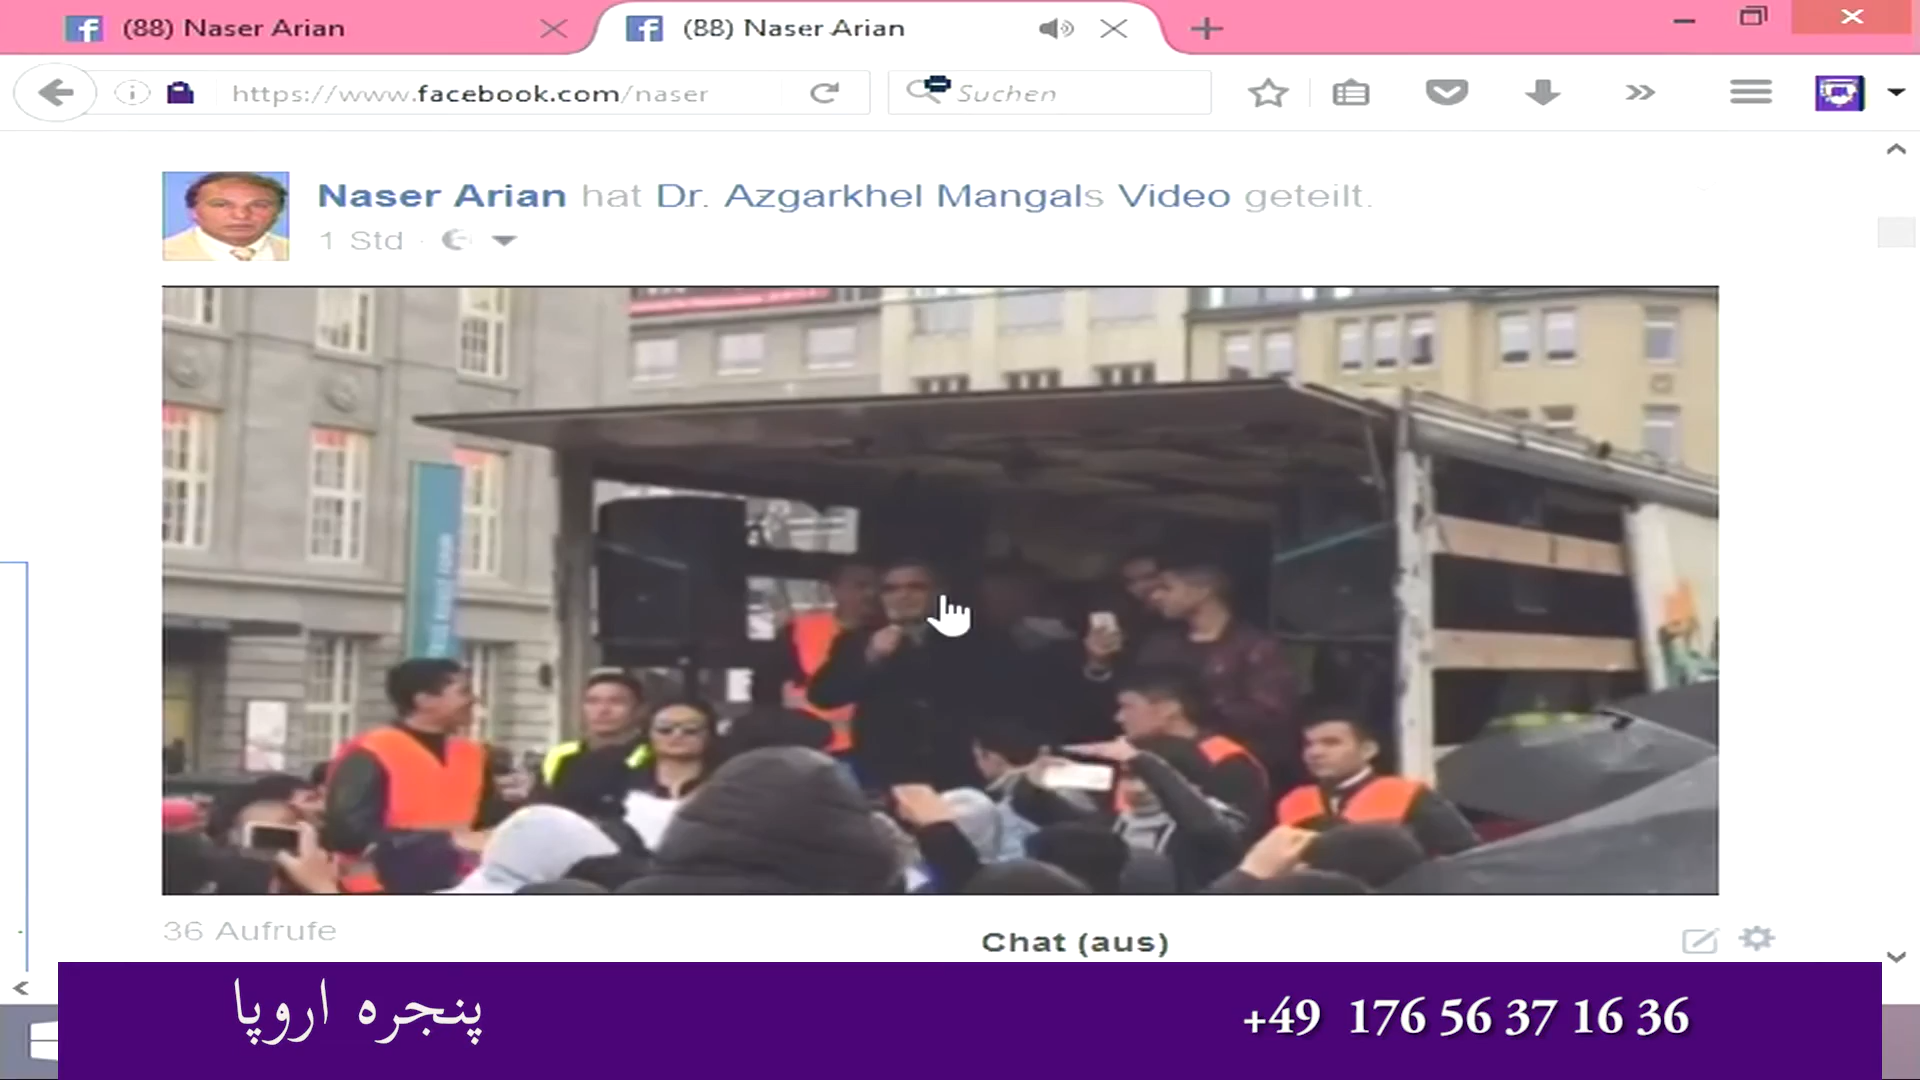 (88) Naser Arian
(88) Naser Arian
https://www.facebook.com/naser
Suchen
Naser Arian hat Dr. Azgarkhel Mangals Video geteilt.
1 Std
36 Aufrufe
Chat (aus)
پنجره اروپا
+49 176 56 37 16 36